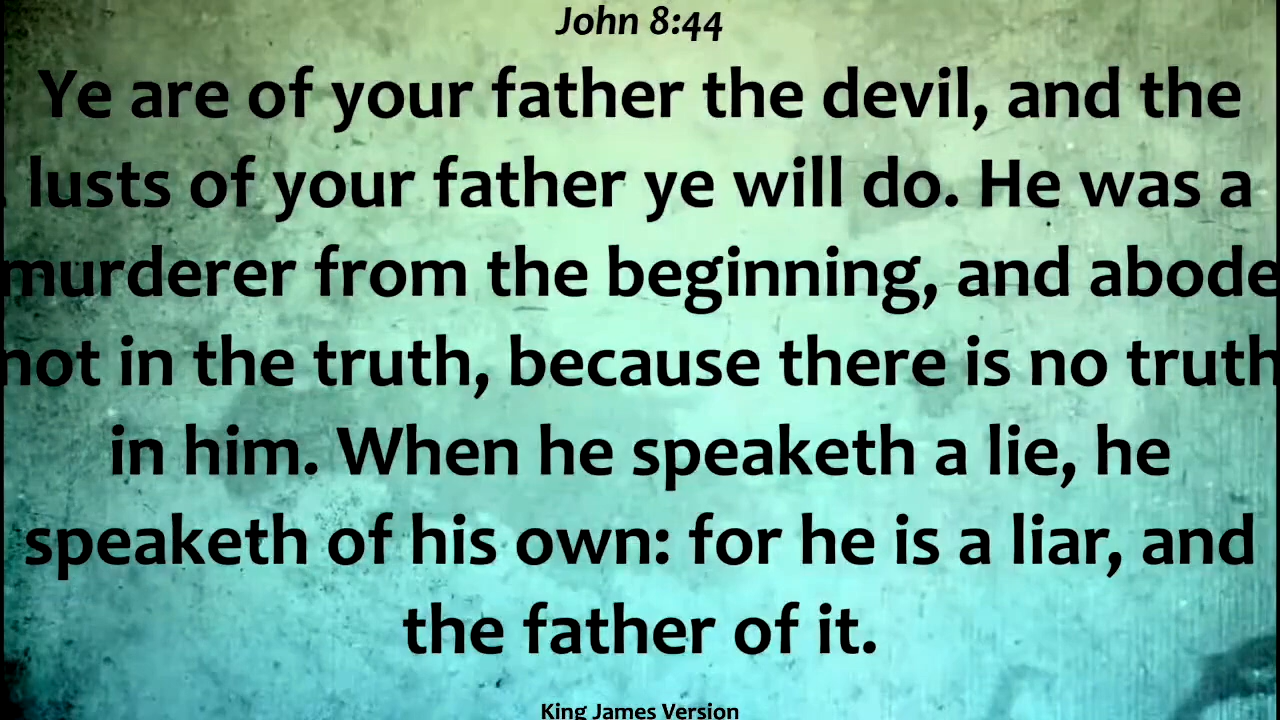 John 8:44
Ye are of your father the devil, and the
lusts of your father ye will do. He was a
murderer from the beginning, and abode
not in the truth, because there is no truth
in him. When he speaketh a lie, he
speaketh of his own: for he is a liar, and
the father of it.
King James Version